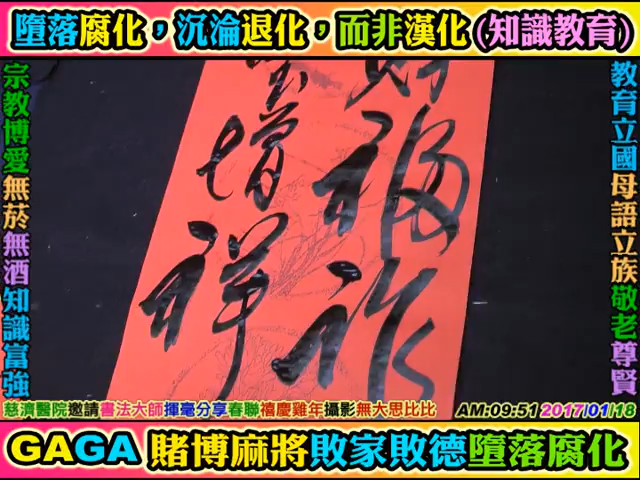 墮落腐化，沉淪退化，而非漢化(知識教育)
教育立國母語立族敬老尊賢
宗教博愛無菸無酒知識富強
福祚
增祥
慈濟醫院邀請書法大師揮毫分享春聯禧慶雞年攝影無大思比比 AM:09:51 2017/01/18
GAGA 賭博麻將敗家敗德墮落腐化